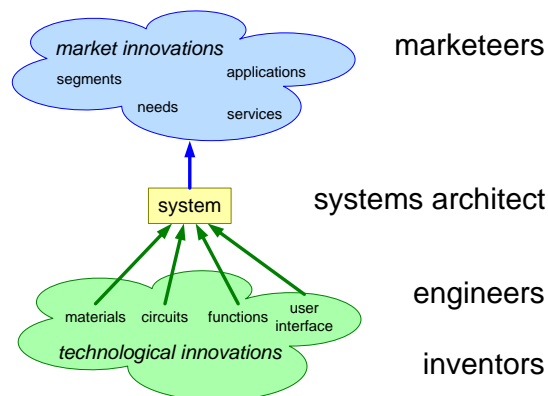 market innovations
marketeers
segments
applications
needs
services
system
systems architect
materials
circuits
functions
user
interface
engineers
technological innovations
inventors